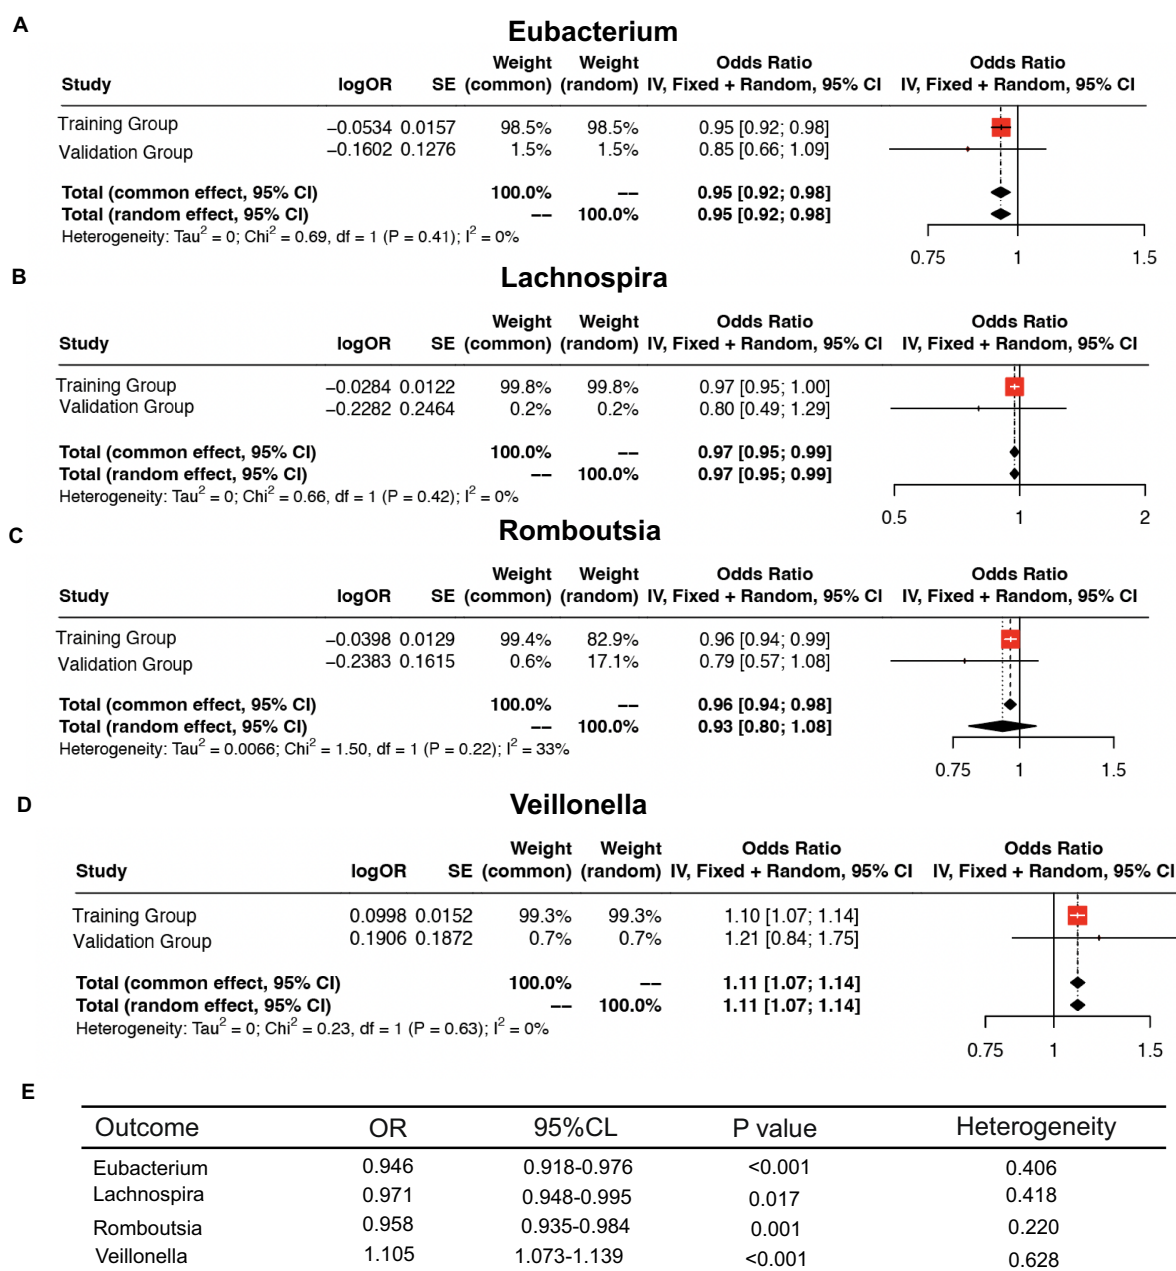 A
Eubacterium
Weight Weight Odds Ratio Odds Ratio
Study logOR SE (common) (random) IV, Fixed + Random, 95% CI IV, Fixed + Random, 95% CI
Training Group −0.0534 0.0157 98.5% 98.5% 0.95 [0.92; 0.98]
Validation Group −0.1602 0.1276 1.5% 1.5% 0.85 [0.66; 1.09]
Total (common effect, 95% CI) 100.0% −− 0.95 [0.92; 0.98]
Total (random effect, 95% CI) −− 100.0% 0.95 [0.92; 0.98]
Heterogeneity: Tau² = 0; Chi² = 0.69, df = 1 (P = 0.41); I² = 0%
0.75 1 1.5
B
Lachnospira
Weight Weight Odds Ratio Odds Ratio
Study logOR SE (common) (random) IV, Fixed + Random, 95% CI IV, Fixed + Random, 95% CI
Training Group −0.0284 0.0122 99.8% 99.8% 0.97 [0.95; 1.00]
Validation Group −0.2282 0.2464 0.2% 0.2% 0.80 [0.49; 1.29]
Total (common effect, 95% CI) 100.0% −− 0.97 [0.95; 0.99]
Total (random effect, 95% CI) −− 100.0% 0.97 [0.95; 0.99]
Heterogeneity: Tau² = 0; Chi² = 0.66, df = 1 (P = 0.42); I² = 0%
0.5 1 2
C
Romboutsia
Weight Weight Odds Ratio Odds Ratio
Study logOR SE (common) (random) IV, Fixed + Random, 95% CI IV, Fixed + Random, 95% CI
Training Group −0.0398 0.0129 99.4% 82.9% 0.96 [0.94; 0.99]
Validation Group −0.2383 0.1615 0.6% 17.1% 0.79 [0.57; 1.08]
Total (common effect, 95% CI) 100.0% −− 0.96 [0.94; 0.98]
Total (random effect, 95% CI) −− 100.0% 0.93 [0.80; 1.08]
Heterogeneity: Tau² = 0.0066; Chi² = 1.50, df = 1 (P = 0.22); I² = 33%
0.75 1 1.5
D
Veillonella
Weight Weight Odds Ratio Odds Ratio
Study logOR SE (common) (random) IV, Fixed + Random, 95% CI IV, Fixed + Random, 95% CI
Training Group 0.0998 0.0152 99.3% 99.3% 1.10 [1.07; 1.14]
Validation Group 0.1906 0.1872 0.7% 0.7% 1.21 [0.84; 1.75]
Total (common effect, 95% CI) 100.0% −− 1.11 [1.07; 1.14]
Total (random effect, 95% CI) −− 100.0% 1.11 [1.07; 1.14]
Heterogeneity: Tau² = 0; Chi² = 0.23, df = 1 (P = 0.63); I² = 0%
0.75 1 1.5
E
Outcome OR 95%CL P value Heterogeneity
Eubacterium 0.946 0.918-0.976 <0.001 0.406
Lachnospira 0.971 0.948-0.995 0.017 0.418
Romboutsia 0.958 0.935-0.984 0.001 0.220
Veillonella 1.105 1.073-1.139 <0.001 0.628